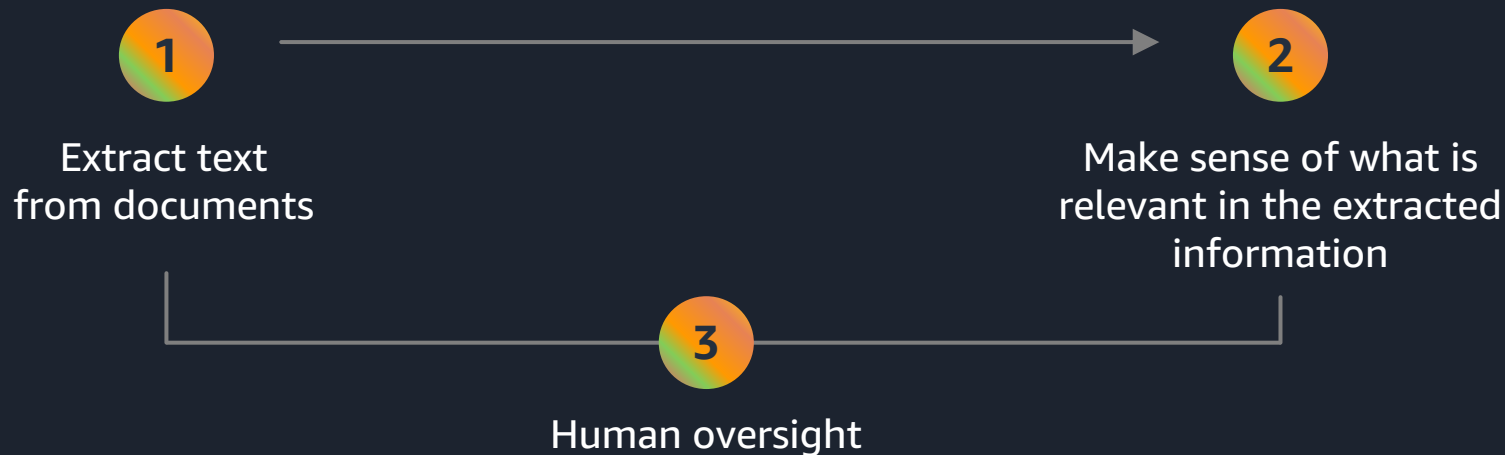 1
Extract text
from documents
2
Make sense of what is
relevant in the extracted
information
3
Human oversight